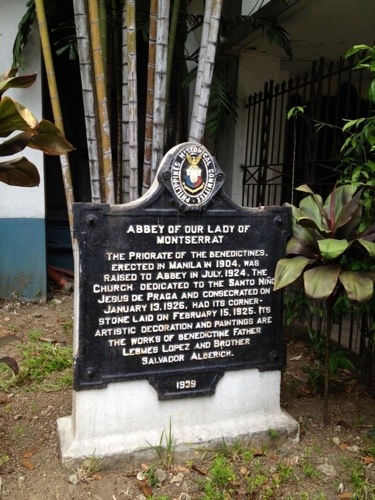 PHILIPPINES HISTORICAL COMMITTEE
ABBEY OF OUR LADY OF
MONTSERRAT
THE PRIORATE OF THE BENEDICTINES,
ERECTED IN MANILA IN 1904, WAS
RAISED TO ABBEY IN JULY, 1924. THE
CHURCH DEDICATED TO THE SANTO NIÑO
JESUS DE PRAGA AND CONSECRATED ON
JANUARY 13, 1926, HAD ITS CORNER-
STONE LAID ON FEBRUARY 15, 1925. ITS
ARTISTIC DECORATION AND PAINTINGS ARE
THE WORKS OF BENEDICTINE FATHER
LESMES LOPEZ AND BROTHER
SALVADOR ALBERICH.
1939